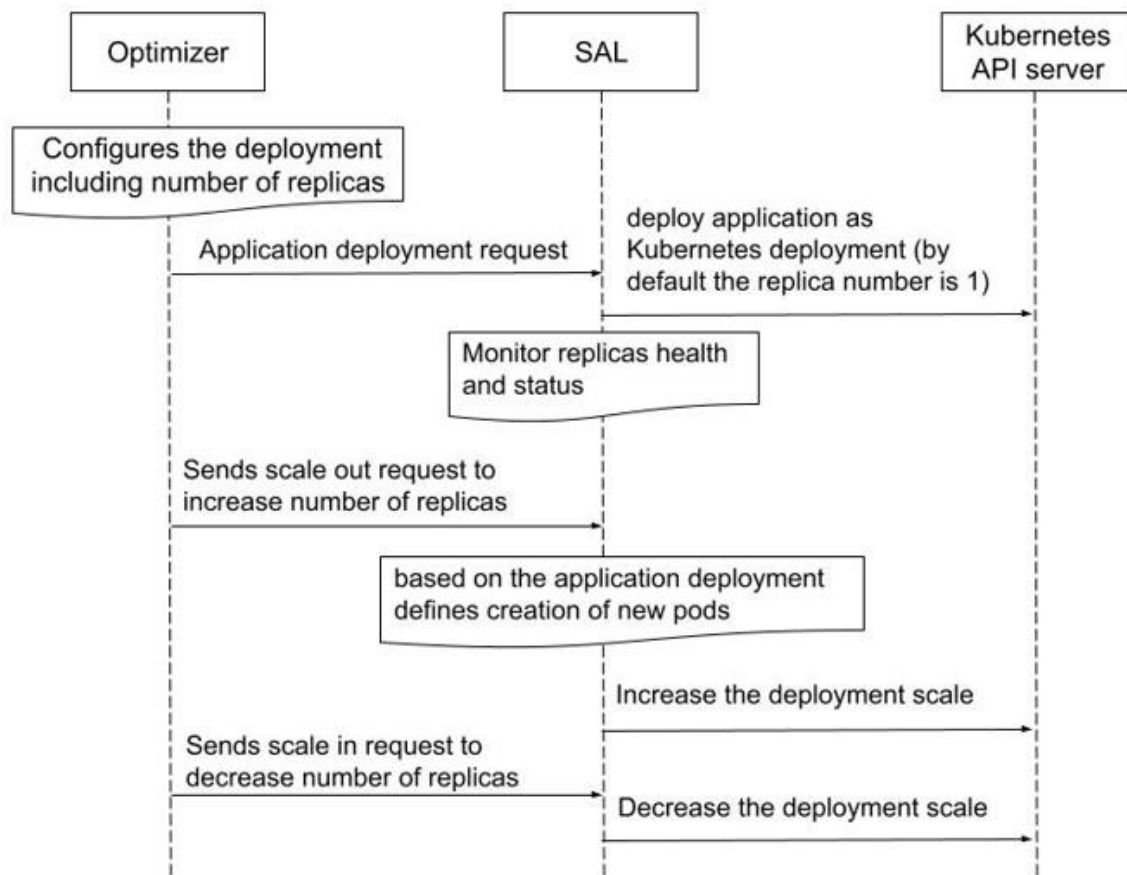 Optimizer
SAL
Kubernetes
API server
Configures the deployment
including number of replicas
Application deployment request
deploy application as
Kubernetes deployment (by
default the replica number is 1)
Monitor replicas health
and status
Sends scale out request to
increase number of replicas
based on the application deployment
defines creation of new pods
Increase the deployment scale
Sends scale in request to
decrease number of replicas
Decrease the deployment scale